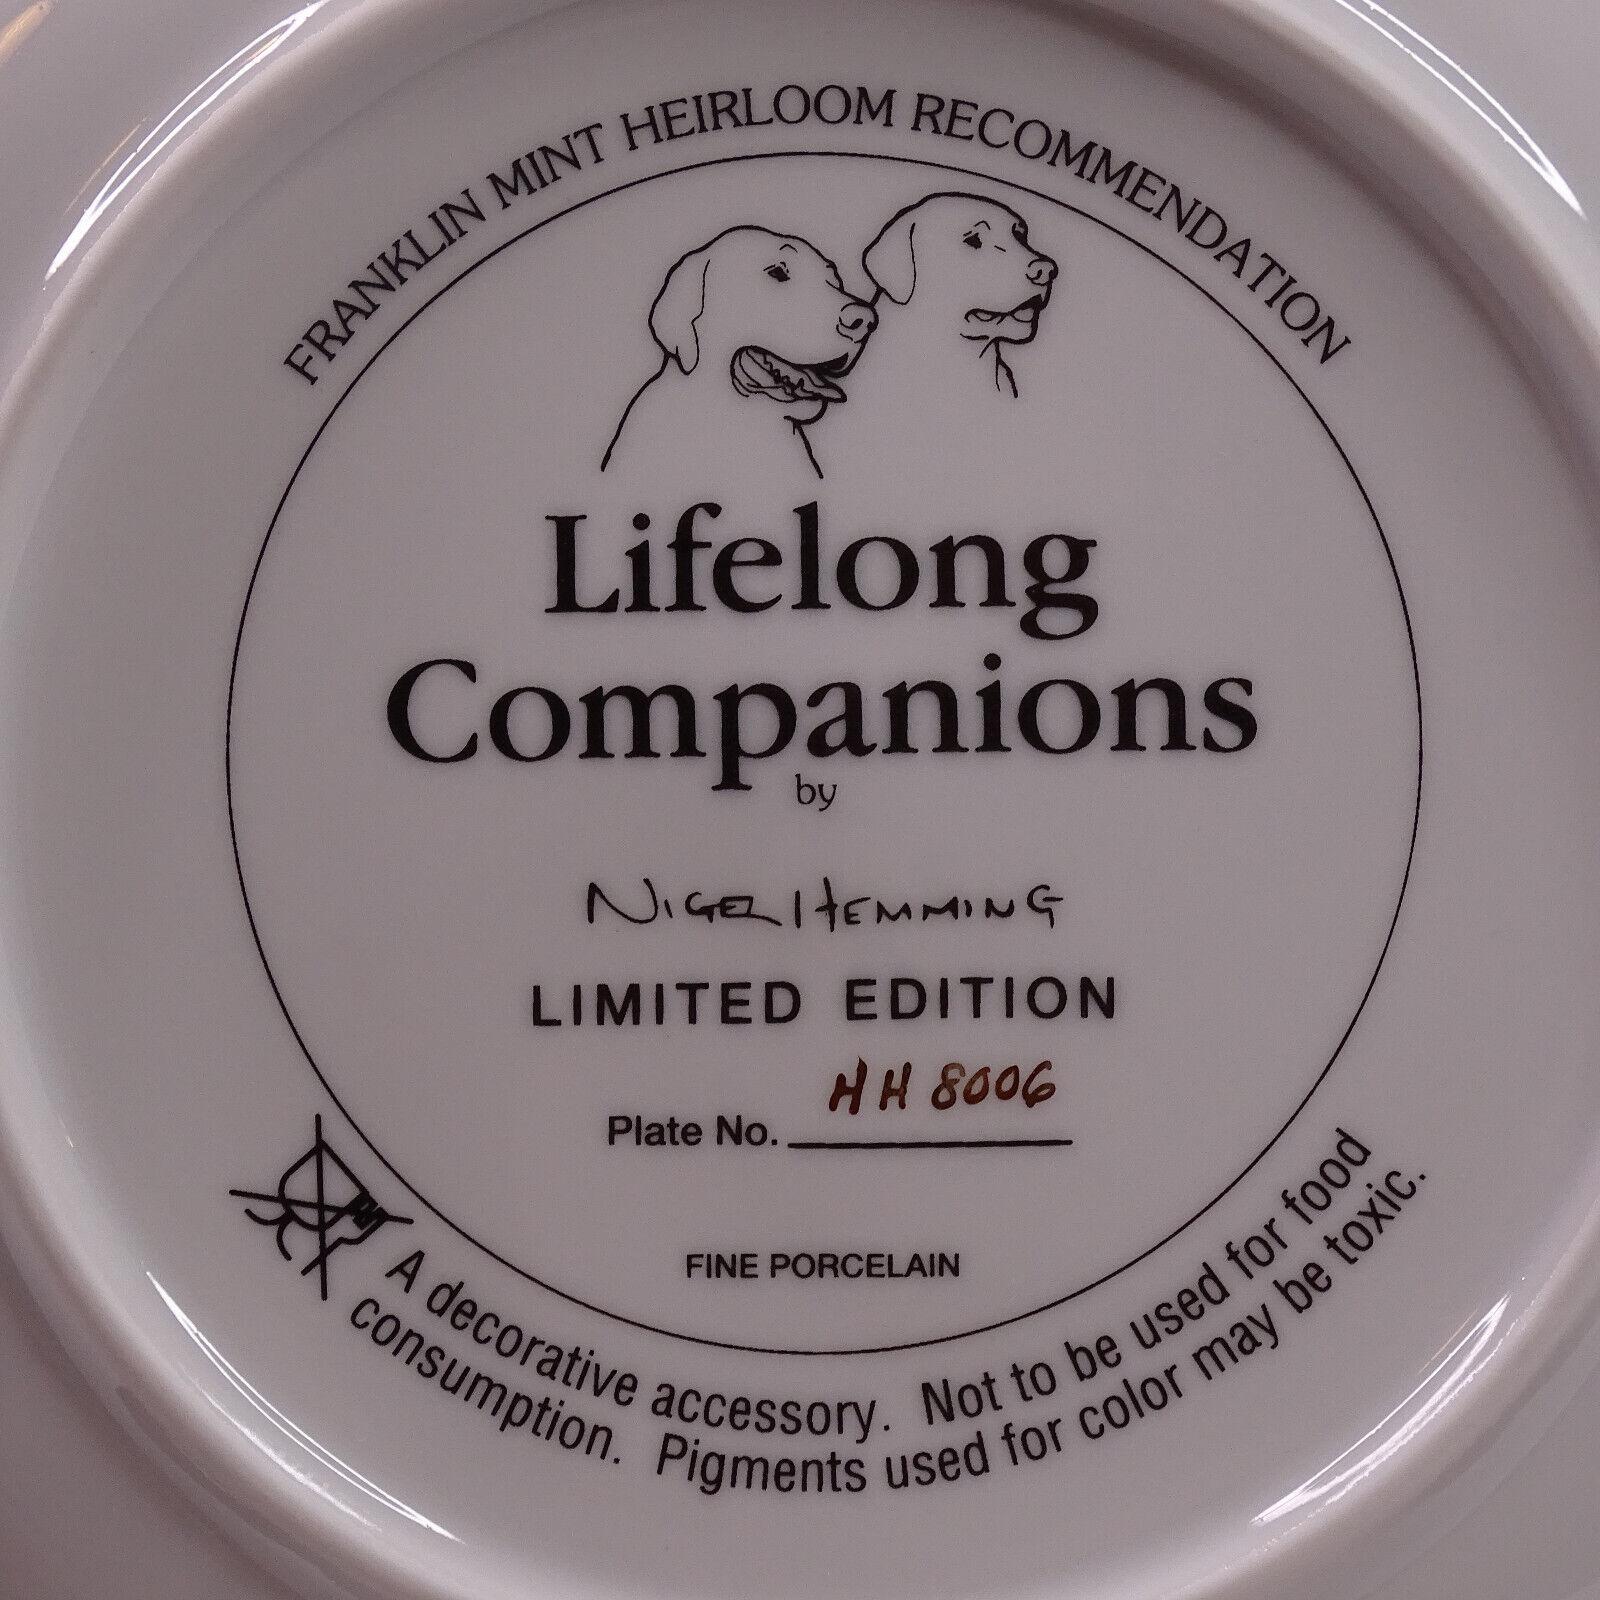 FRANKLIN MINT HEIRLOOM RECOMMENDATION
Lifelong
Companions
by
NIGEL HEMMING
LIMITED EDITION
HH 8006
Plate No.
FINE PORCELAIN
A decorative accessory. Not to be used for food
consumption. Pigments used for color may be toxic.